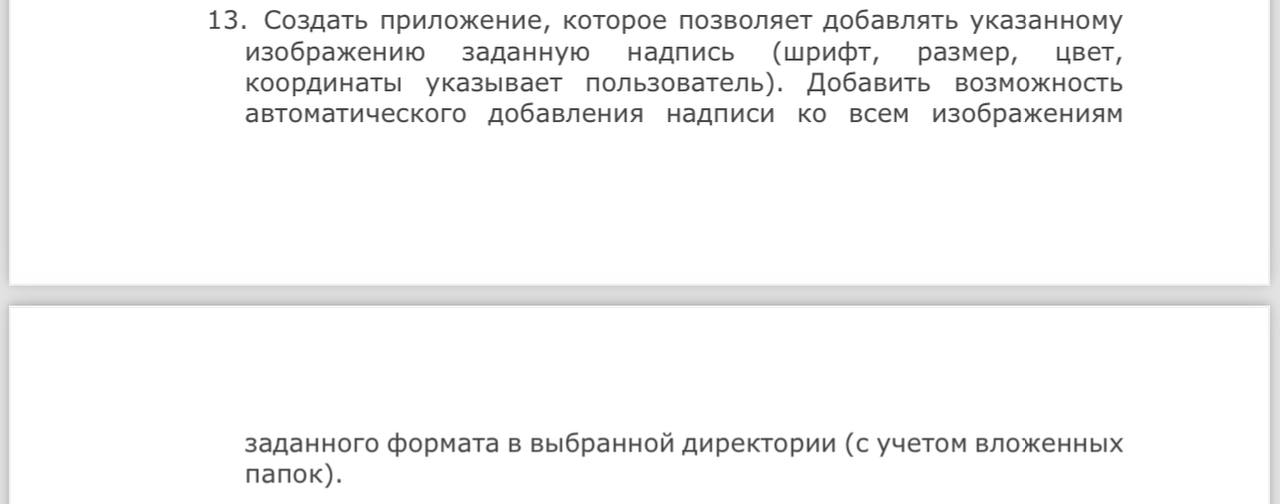 13. Создать приложение, которое позволяет добавлять указанному
изображению заданную надпись (шрифт, размер, цвет,
координаты указывает пользователь). Добавить возможность
автоматического добавления надписи ко всем изображениям
заданного формата в выбранной директории (с учетом вложенных
папок).